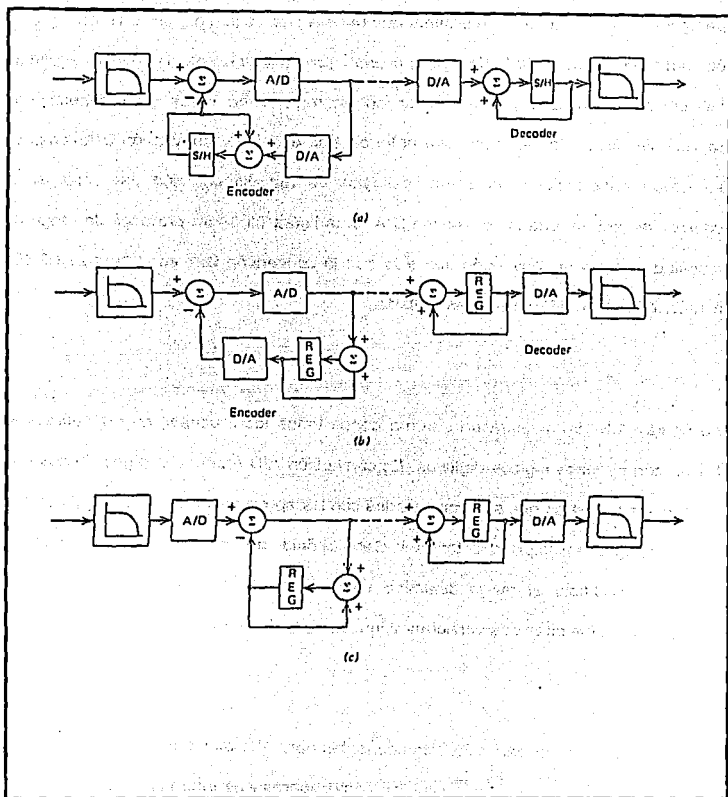 + Σ A/D D/A + Σ S/H
− + +
S/H Σ + D/A Decoder
Encoder
(a)
+ Σ A/D + Σ REG D/A
− + +
D/A REG Σ + Decoder
Encoder
(b)
A/D + Σ + Σ REG D/A
− + +
REG Σ +
(c)